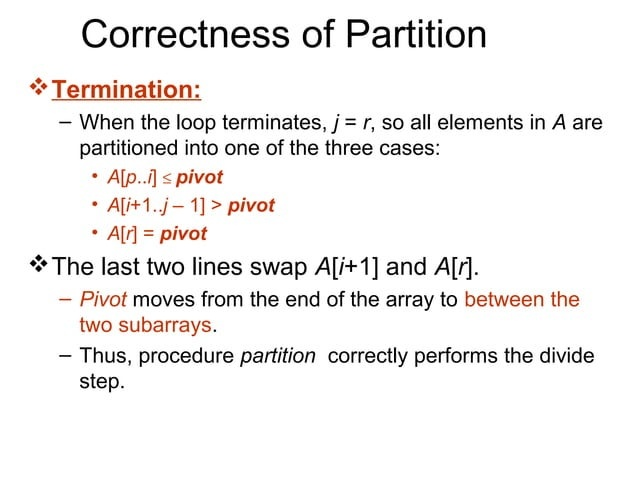 Correctness of Partition
❖Termination:
– When the loop terminates, j = r, so all elements in A are
partitioned into one of the three cases:
• A[p..i] ≤ pivot
• A[i+1..j – 1] > pivot
• A[r] = pivot
❖The last two lines swap A[i+1] and A[r].
– Pivot moves from the end of the array to between the
two subarrays.
– Thus, procedure partition correctly performs the divide
step.